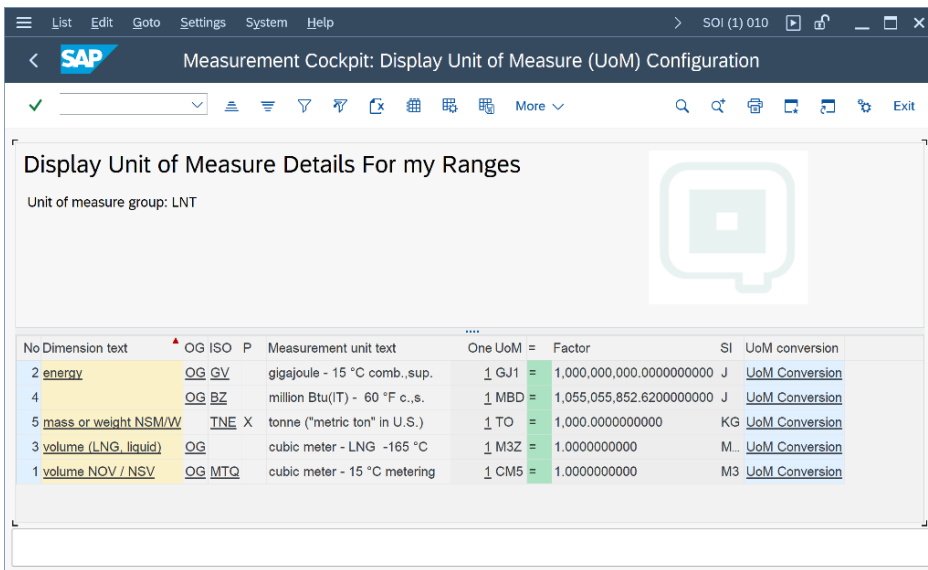 List Edit Goto Settings System Help SOI (1) 010
SAP Measurement Cockpit: Display Unit of Measure (UoM) Configuration
More Exit
Display Unit of Measure Details For my Ranges
Unit of measure group: LNT
No Dimension text OG ISO P Measurement unit text One UoM = Factor SI UoM conversion
2 energy OG GV gigajoule - 15 °C comb.,sup. 1 GJ1 = 1,000,000,000.0000000000 J UoM Conversion
4 OG BZ million Btu(IT) - 60 °F c.,s. 1 MBD = 1,055,055,852.6200000000 J UoM Conversion
5 mass or weight NSM/W TNE X tonne ("metric ton" in U.S.) 1 TO = 1,000.0000000000 KG UoM Conversion
3 volume (LNG, liquid) OG cubic meter - LNG -165 °C 1 M3Z = 1.0000000000 M... UoM Conversion
1 volume NOV / NSV OG MTQ cubic meter - 15 °C metering 1 CM5 = 1.0000000000 M3 UoM Conversion